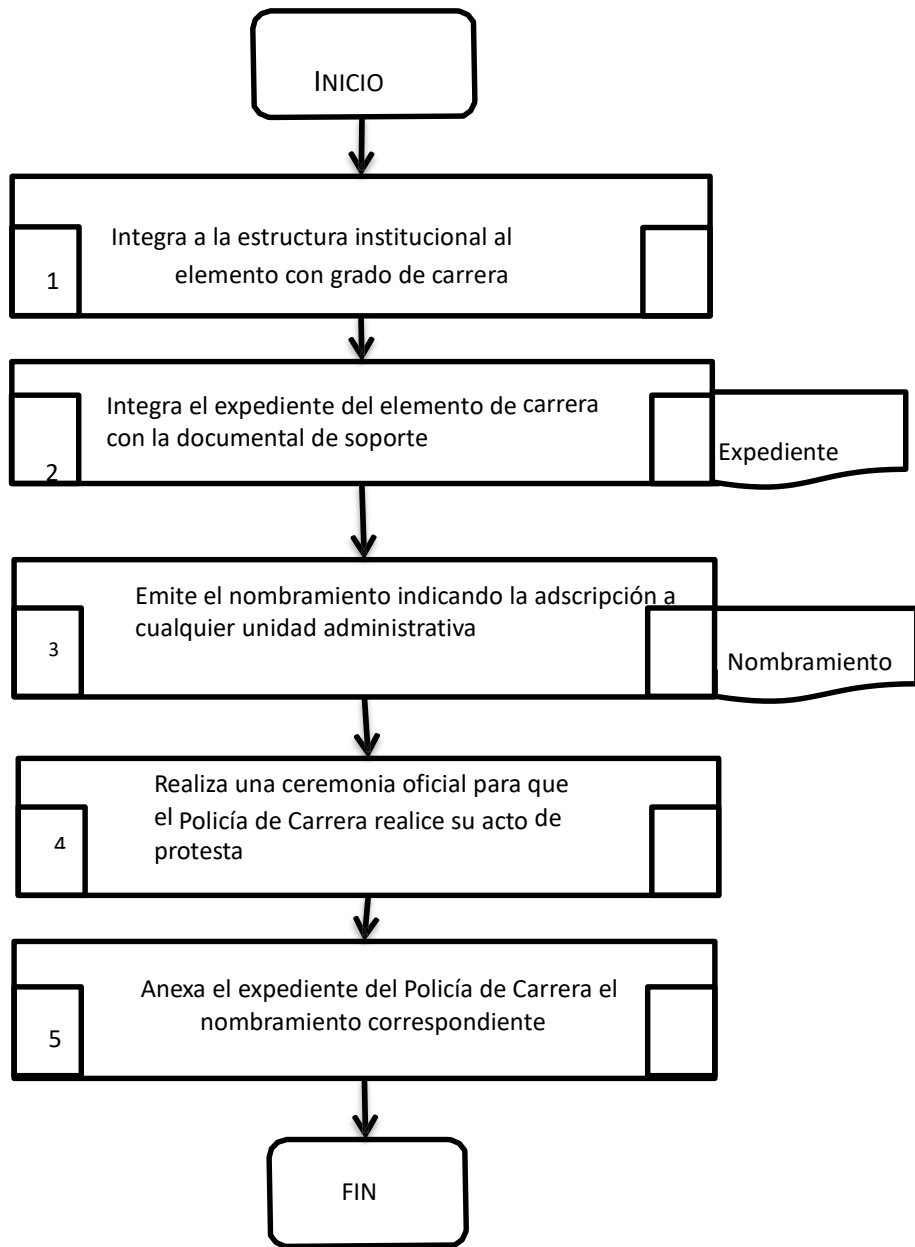 INICIO
Integra a la estructura institucional al
elemento con grado de carrera
1
Integra el expediente del elemento de carrera
con la documental de soporte
2
Expediente
Emite el nombramiento indicando la adscripción a
cualquier unidad administrativa
3
Nombramiento
Realiza una ceremonia oficial para que
el Policía de Carrera realice su acto de
protesta
4
Anexa el expediente del Policía de Carrera el
nombramiento correspondiente
5
FIN